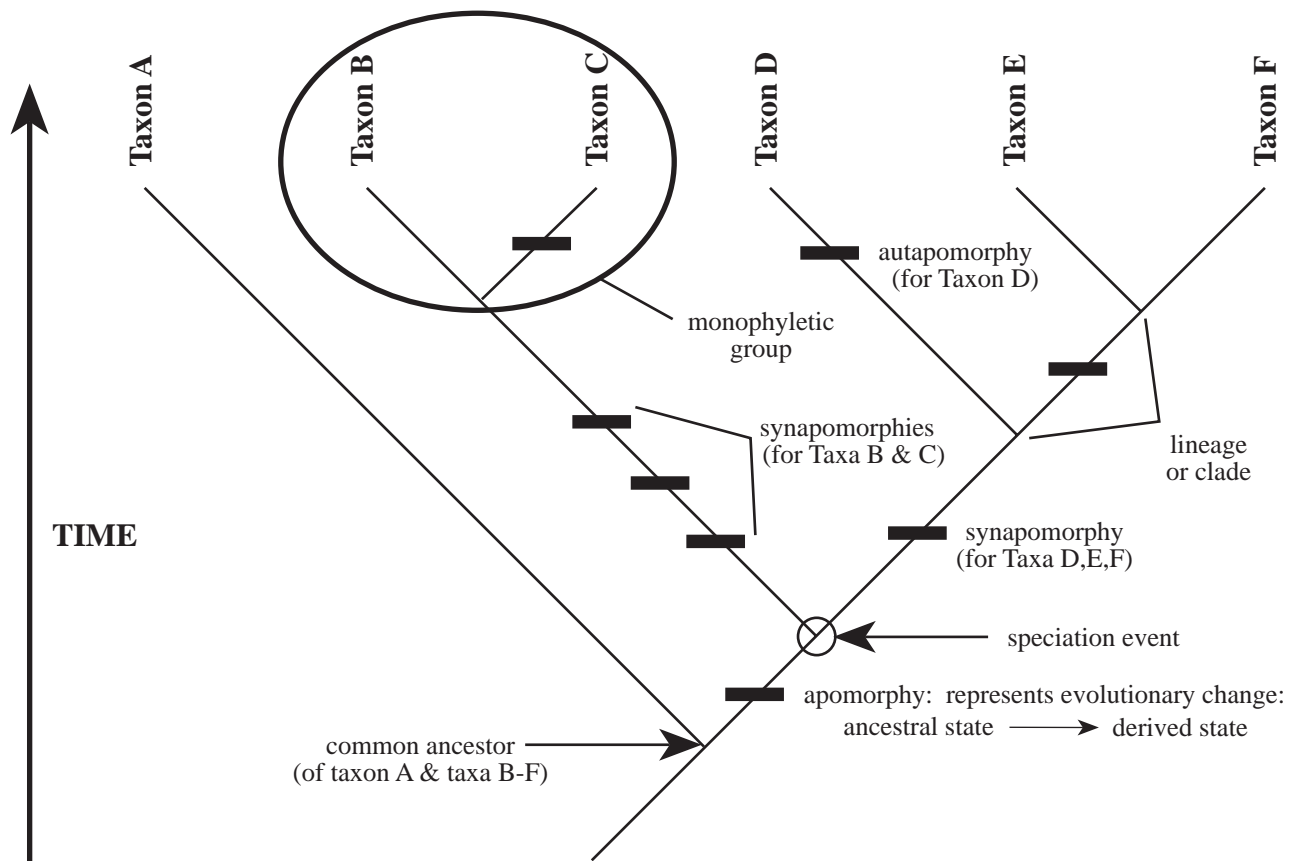 Taxon A
Taxon B
Taxon C
Taxon D
Taxon E
Taxon F
autapomorphy
(for Taxon D)
monophyletic
group
synapomorphies
(for Taxa B & C)
lineage
or clade
TIME
synapomorphy
(for Taxa D,E,F)
speciation event
apomorphy: represents evolutionary change:
ancestral state derived state
common ancestor
(of taxon A & taxa B-F)